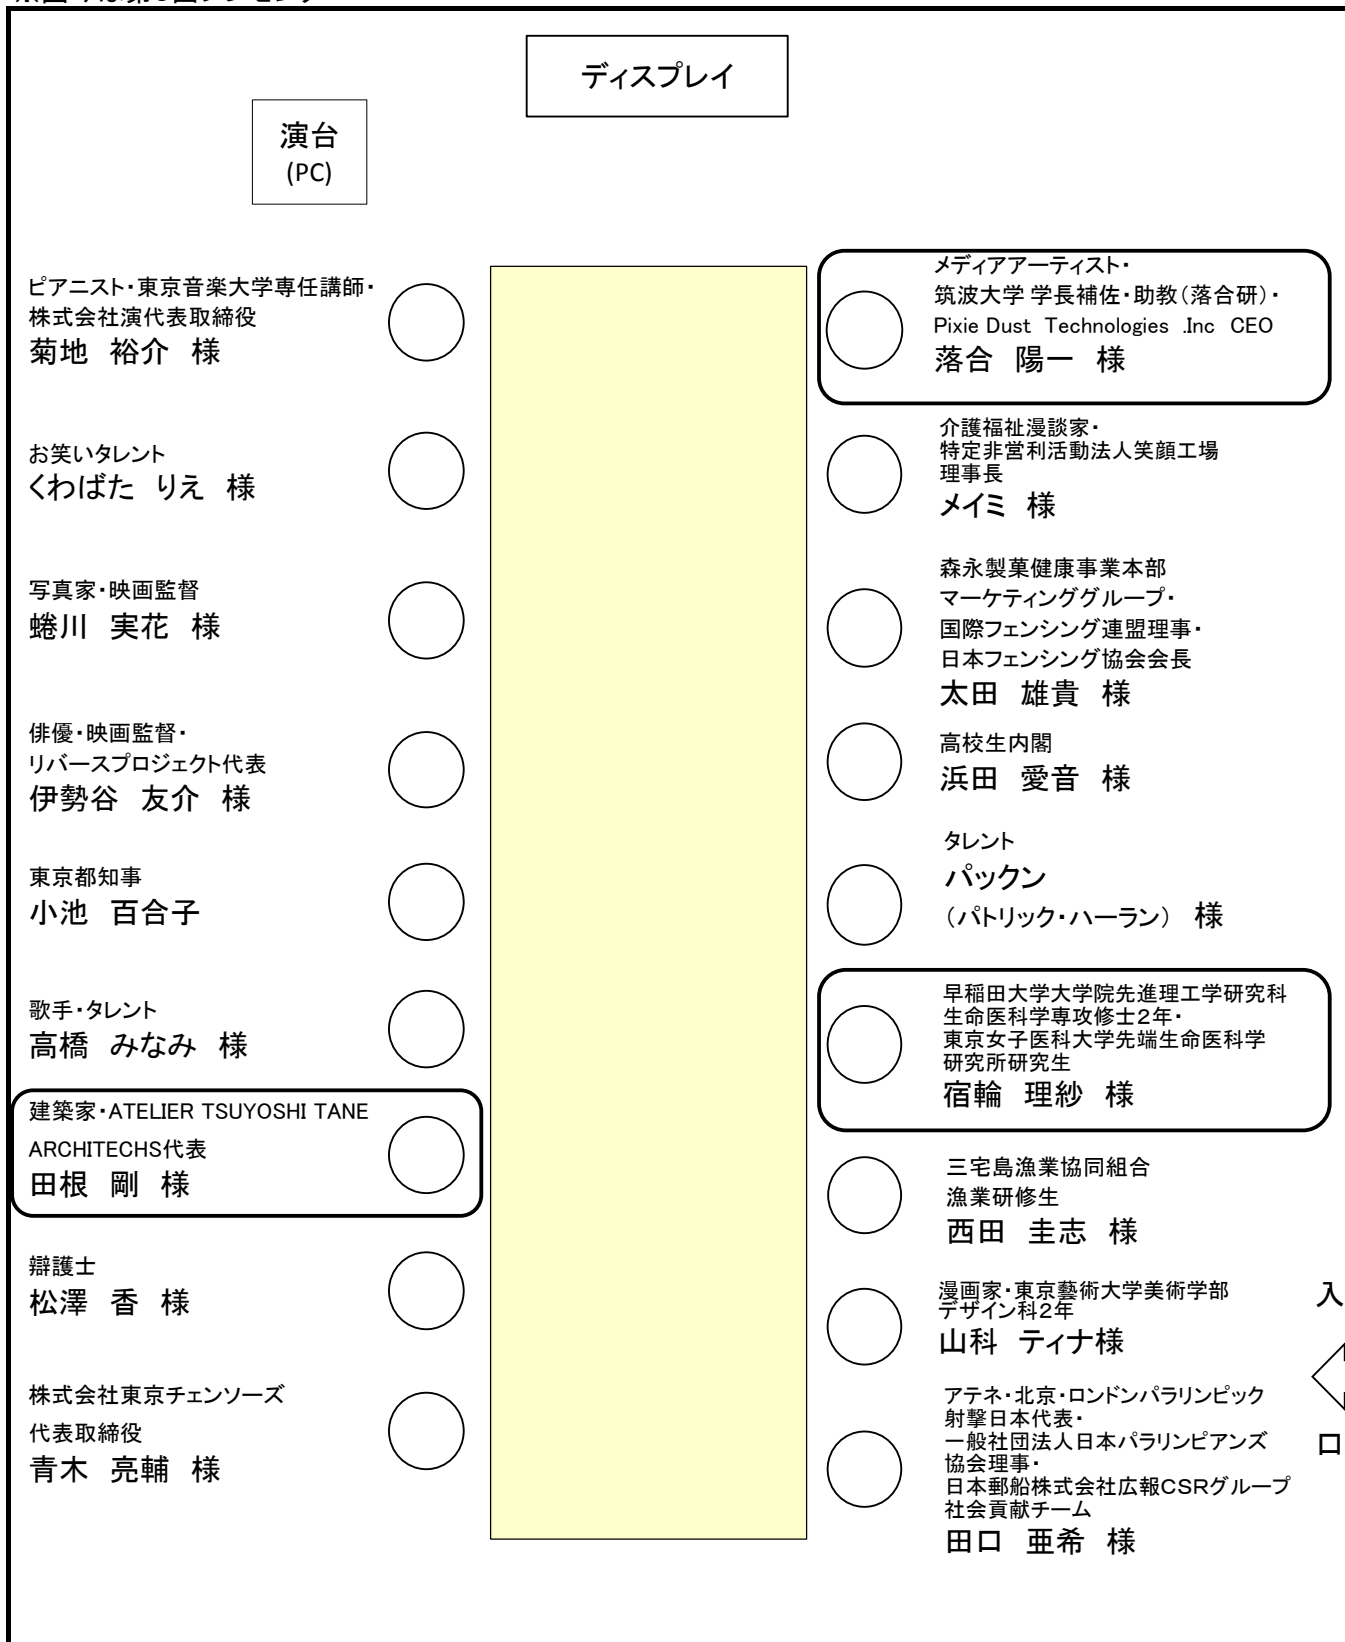 ディスプレイ
演台
(PC)
ピアニスト・東京音楽大学専任講師・
株式会社演代表取締役
菊地 裕介 様
お笑いタレント
くわばた りえ 様
写真家・映画監督
蜷川 実花 様
俳優・映画監督・
リバースプロジェクト代表
伊勢谷 友介 様
東京都知事
小池 百合子
歌手・タレント
高橋 みなみ 様
建築家・ATELIER TSUYOSHI TANE
ARCHITECHS代表
田根 剛 様
辯護士
松澤 香 様
株式会社東京チェンソーズ
代表取締役
青木 亮輔 様
メディアアーティスト・
筑波大学 学長補佐・助教（落合研）・
Pixie Dust Technologies .Inc CEO
落合 陽一 様
介護福祉漫談家・
特定非営利活動法人笑顔工場
理事長
メイミ 様
森永製菓健康事業本部
マーケティンググループ・
国際フェンシング連盟理事・
日本フェンシング協会会長
太田 雄貴 様
高校生内閣
浜田 愛音 様
タレント
パックン
（パトリック・ハーラン） 様
早稲田大学大学院先進理工学研究科
生命医科学専攻修士2年・
東京女子医科大学先端生命医科学
研究所研究生
宿輪 理紗 様
三宅島漁業協同組合
漁業研修生
西田 圭志 様
漫画家・東京藝術大学美術学部
デザイン科2年
山科 ティナ様
アテネ・北京・ロンドンパラリンピック
射撃日本代表・
一般社団法人日本パラリンピアンズ
協会理事・
日本郵船株式会社広報CSRグループ
社会貢献チーム
田口 亜希 様
入
口